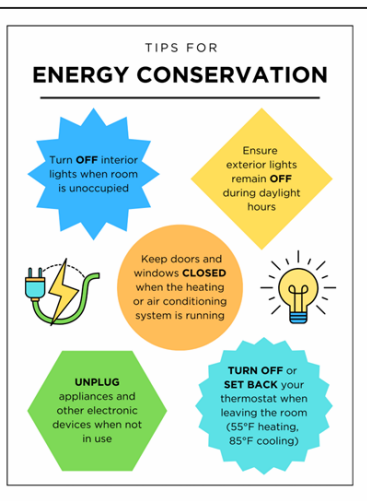 TIPS FOR
ENERGY CONSERVATION
Turn OFF interior
lights when room
is unoccupied
Ensure
exterior lights
remain OFF
during daylight
hours
Keep doors and
windows CLOSED
when the heating
or air conditioning
system is running
UNPLUG
appliances and
other electronic
devices when not
in use
TURN OFF or
SET BACK your
thermostat when
leaving the room
(55°F heating,
85°F cooling)